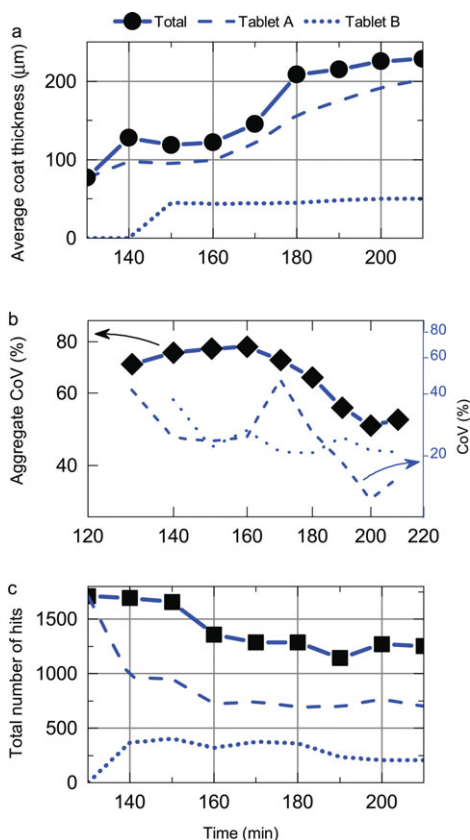 Total Tablet A Tablet B
a
Average coat thickness (μm)
200
100
0
140 160 180 200
b
Aggregate CoV (%)
80
60
40
80
60
40
20
CoV (%)
120 140 160 180 200 220
c
Total number of hits
1500
1000
500
0
140 160 180 200
Time (min)